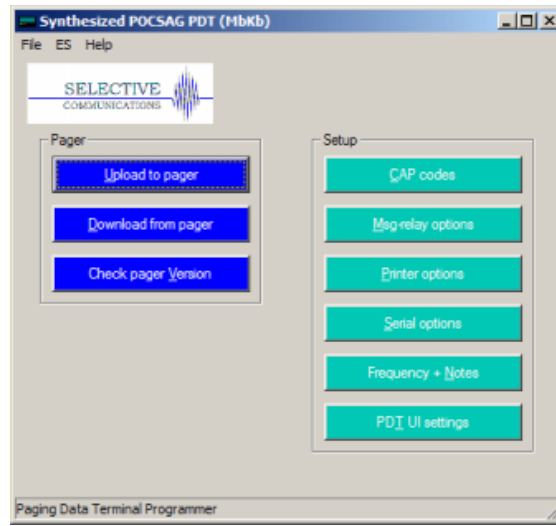 Synthesized POCSAG PDT (MbKb)
File ES Help
SELECTIVE
COMMUNICATIONS
Pager
Upload to pager
Download from pager
Check pager Version
Setup
CAP codes
Msg-relay options
Printer options
Serial options
Frequency + Notes
PDT UI settings
Paging Data Terminal Programmer